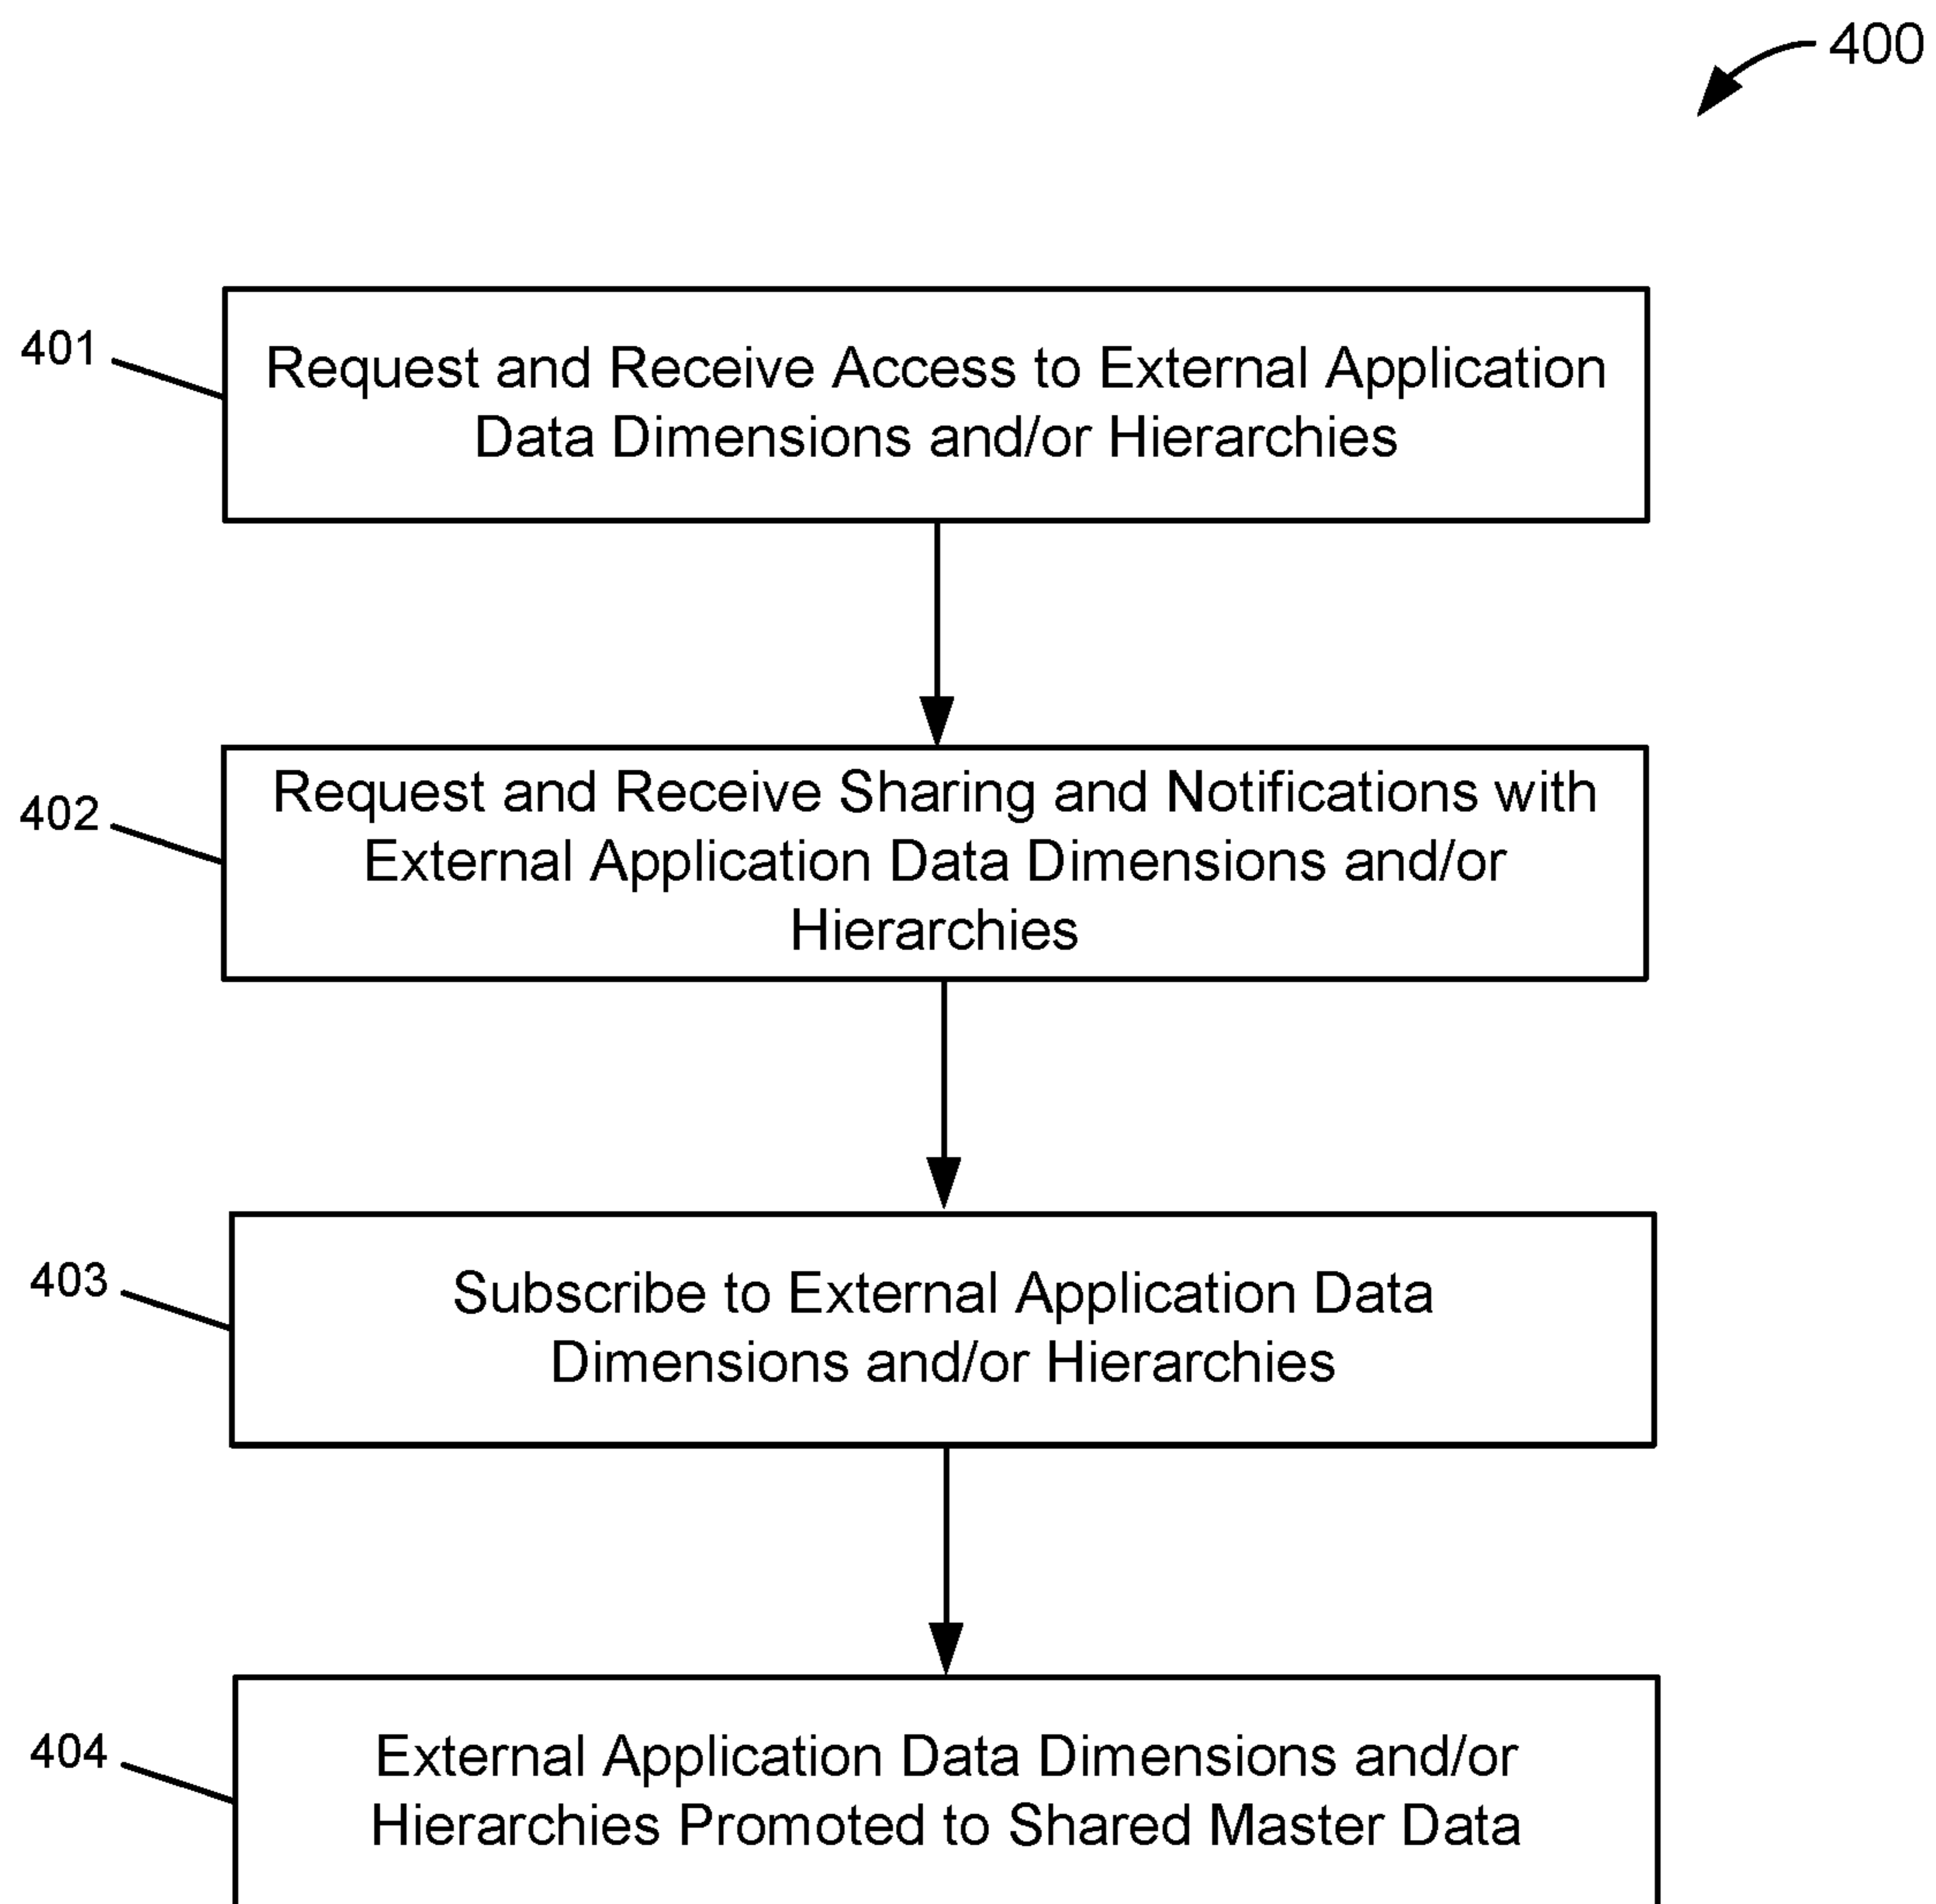 400
401
Request and Receive Access to External Application
Data Dimensions and/or Hierarchies
402
Request and Receive Sharing and Notifications with
External Application Data Dimensions and/or
Hierarchies
403
Subscribe to External Application Data
Dimensions and/or Hierarchies
404
External Application Data Dimensions and/or
Hierarchies Promoted to Shared Master Data